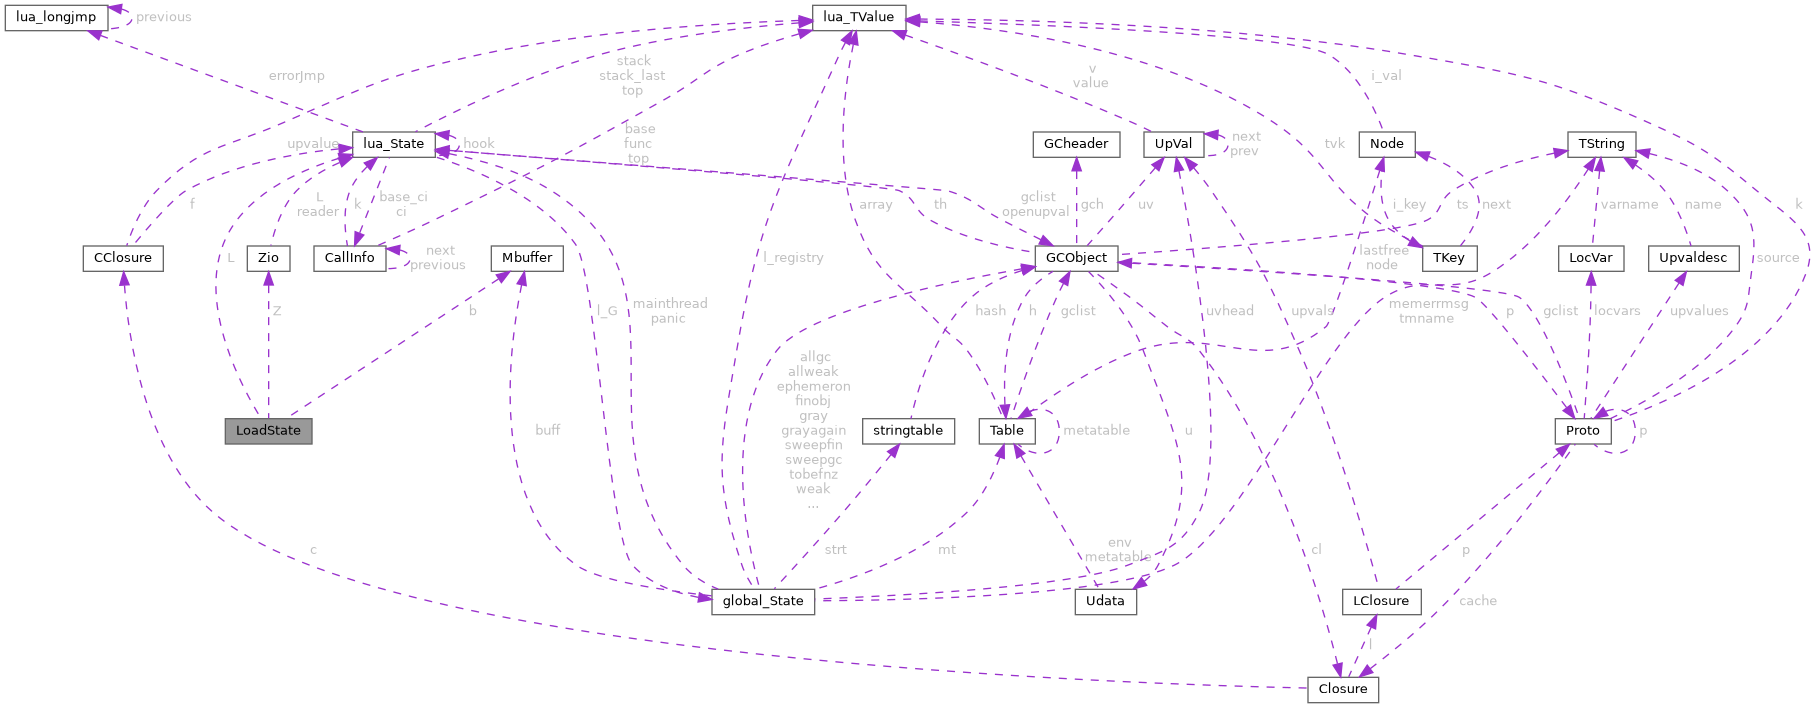 lua_longjmp
previous
lua_TValue
errorJmp
stack
stack_last
top
i_val
v
value
upvalue
lua_State
hook
base
func
top
GCheader
UpVal
next
prev
tvk
Node
TString
f
L
reader
k
base_ci
ci
th
array
gclist
openupval
gch
uv
i_key
next
ts
varname
name
k
CClosure
L
Zio
CallInfo
next
previous
Mbuffer
l_registry
GCObject
lastfree
node
TKey
LocVar
Upvaldesc
source
Z
b
l_G
mainthread
panic
hash
h
gclist
uvhead
upvals
memerrmsg
tmname
p
gclist
locvars
upvalues
LoadState
buff
allgc
allweak
ephemeron
finobj
gray
grayagain
sweepfin
sweepgc
tobefnz
weak
...
stringtable
Table
metatable
u
Proto
p
c
strt
mt
env
metatable
cl
p
global_State
Udata
LClosure
cache
l
Closure